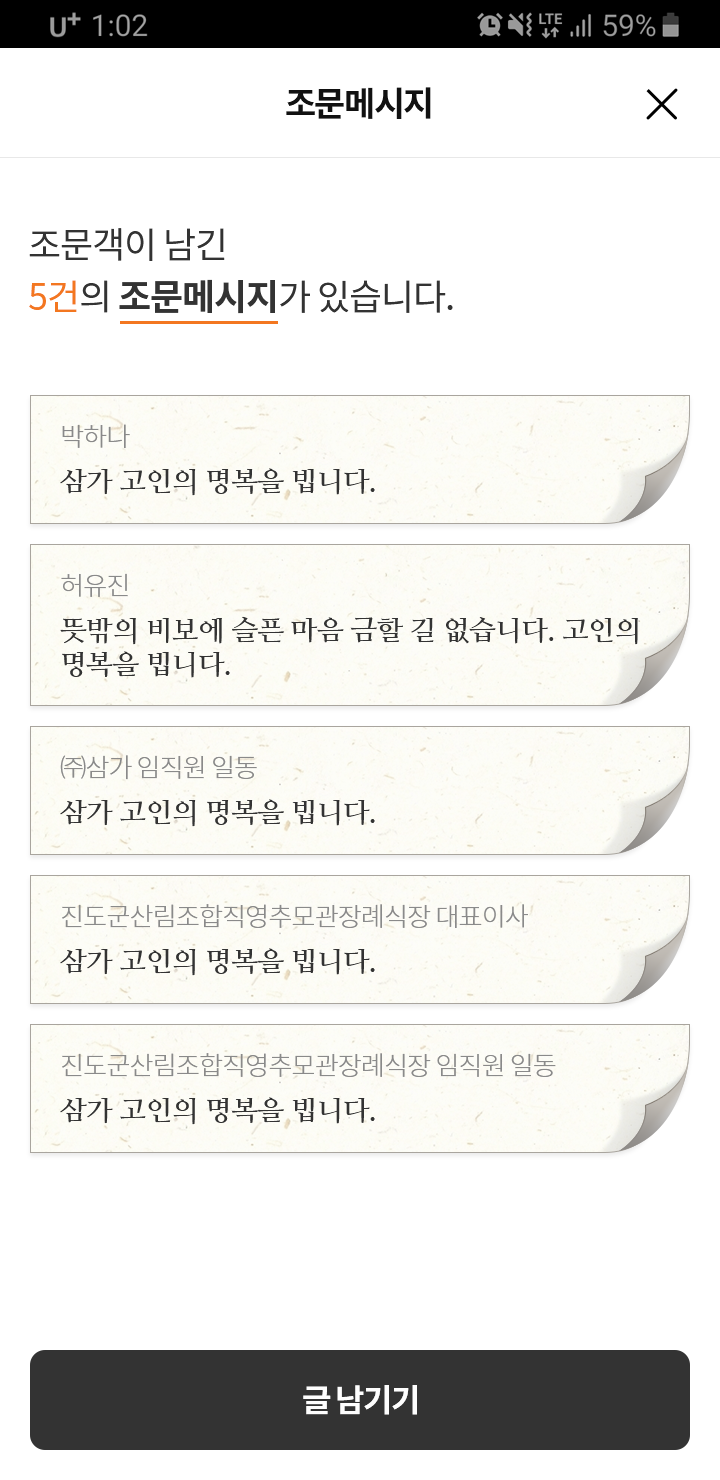 U+ 1:02 LTE 59%
조문메시지
조문객이 남긴
5건의 조문메시지가 있습니다.
박하나
삼가 고인의 명복을 빕니다.
허유진
뜻밖의 비보에 슬픈 마음 금할 길 없습니다. 고인의
명복을 빕니다.
㈜삼가 임직원 일동
삼가 고인의 명복을 빕니다.
진도군산림조합직영추모관장례식장 대표이사
삼가 고인의 명복을 빕니다.
진도군산림조합직영추모관장례식장 임직원 일동
삼가 고인의 명복을 빕니다.
글 남기기